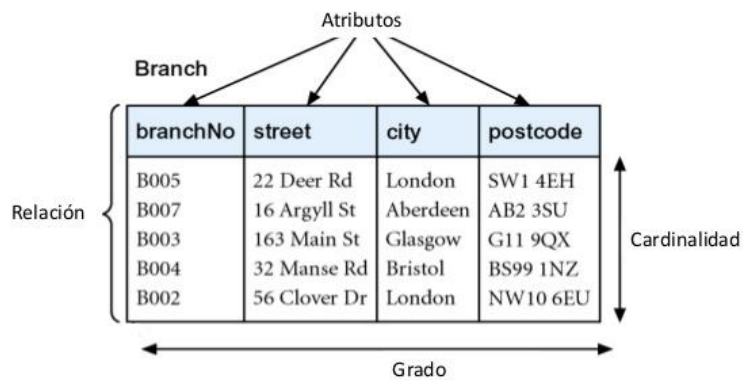 Atributos
Branch
branchNo street city postcode
B005 22 Deer Rd London SW1 4EH
Relación
B007 16 Argyll St Aberdeen AB2 3SU
B003 163 Main St Glasgow G11 9QX
Cardinalidad
B004 32 Manse Rd Bristol BS99 1NZ
B002 56 Clover Dr London NW10 6EU
Grado